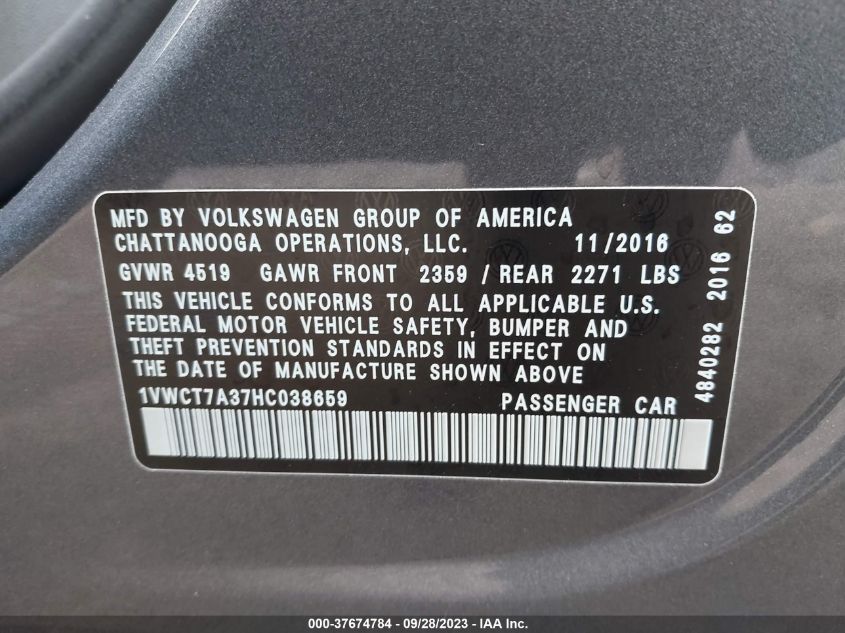 MFD BY VOLKSWAGEN GROUP OF AMERICA
CHATTANOOGA OPERATIONS, LLC. 11/2016
GVWR 4519 GAWR FRONT 2359 / REAR 2271 LBS
THIS VEHICLE CONFORMS TO ALL APPLICABLE U.S.
FEDERAL MOTOR VEHICLE SAFETY, BUMPER AND
THEFT PREVENTION STANDARDS IN EFFECT ON
THE DATE OF MANUFACTURE SHOWN ABOVE
1VWCT7A37HC038659 PASSENGER CAR
4840282 2016 62
000-37674784 - 09/28/2023 - IAA Inc.